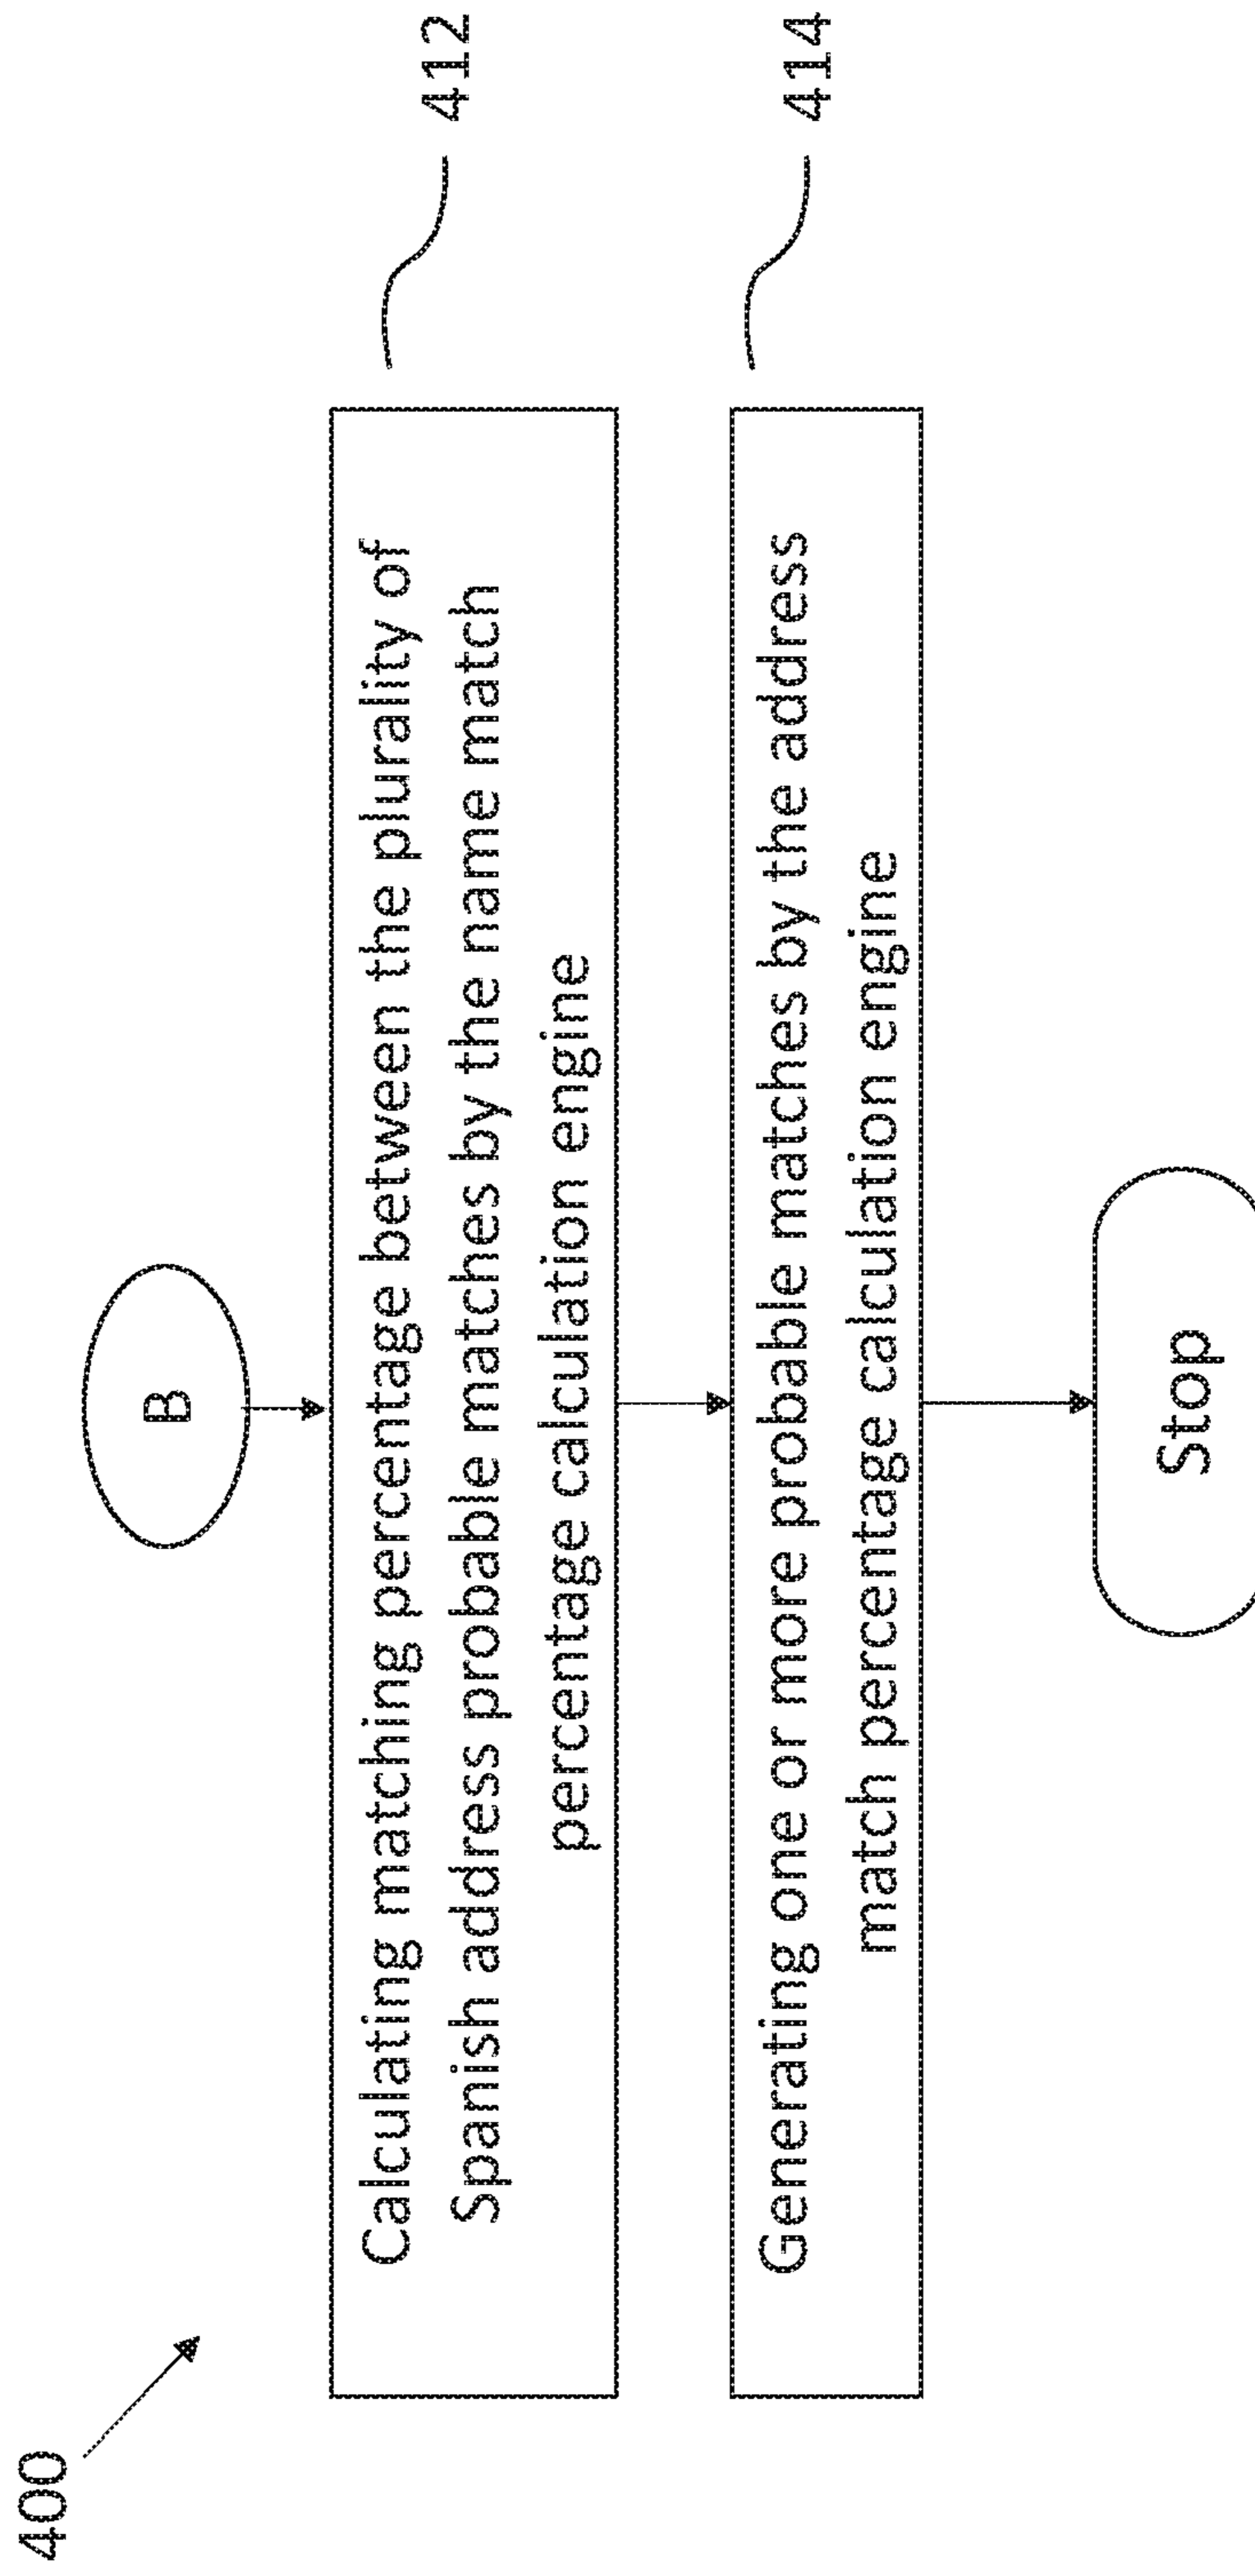 400
B
Calculating matching percentage between the plurality of
Spanish address probable matches by the name match
percentage calculation engine
412
Generating one or more probable matches by the address
match percentage calculation engine
414
Stop